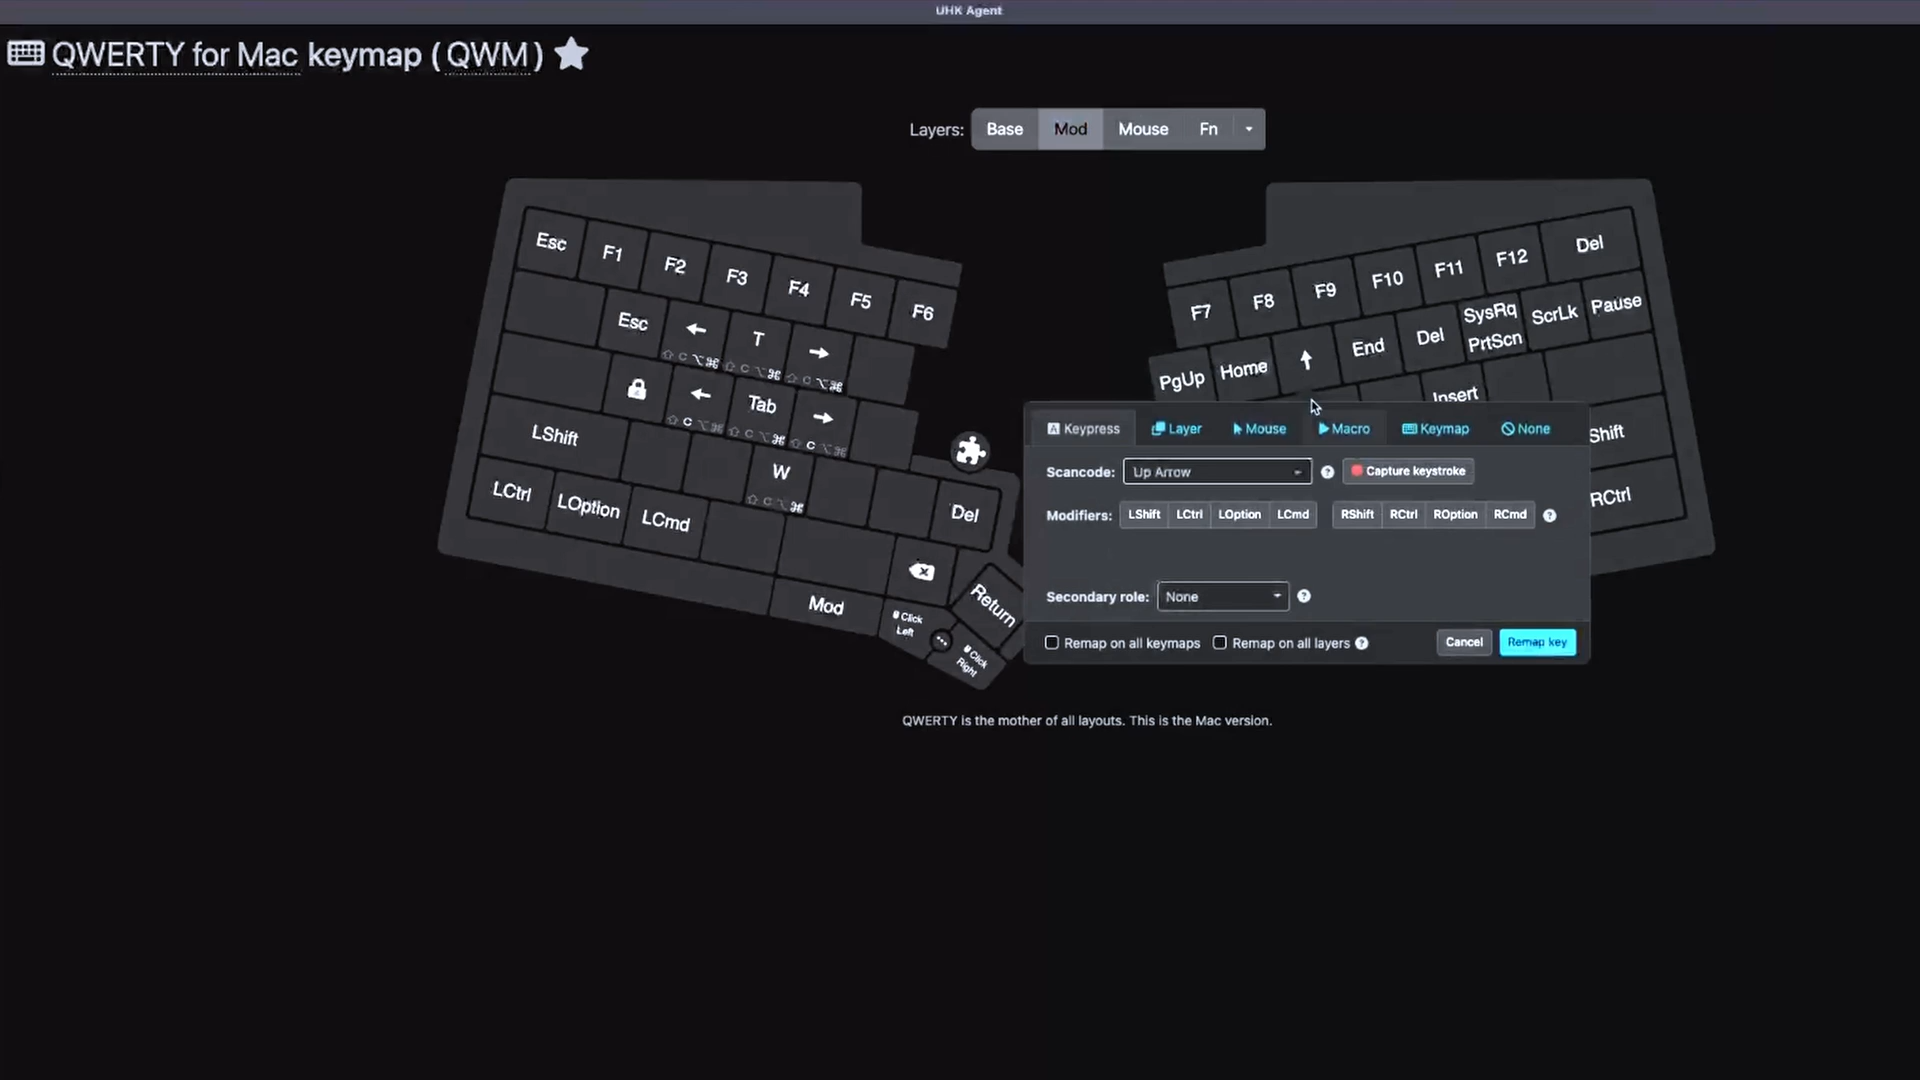 UHK Agent
QWERTY for Mac keymap (QWM)
Layers: Base Mod Mouse Fn
Esc F1 F2 F3 F4 F5 F6
Esc ← T →
⇧ C ⌥ ⌘ ⇧ C ⌥ ⌘ ⇧ C ⌥ ⌘
← Tab →
⇧ C ⌥ ⌘ ⇧ C ⌥ ⌘ ⇧ C ⌥ ⌘
LShift W
⇧ C ⌥ ⌘
LCtrl LOption LCmd Del
Mod Click Left Click Right Return
F7 F8 F9 F10 F11 F12 Del
PgUp Home ↑ End Del SysRq PrtScn ScrLk Pause
Insert
Shift
RCtrl
Keypress Layer Mouse Macro Keymap None
Scancode: Up Arrow ? Capture keystroke
Modifiers: LShift LCtrl LOption LCmd RShift RCtrl ROption RCmd ?
Secondary role: None ?
Remap on all keymaps Remap on all layers ? Cancel Remap key
QWERTY is the mother of all layouts. This is the Mac version.